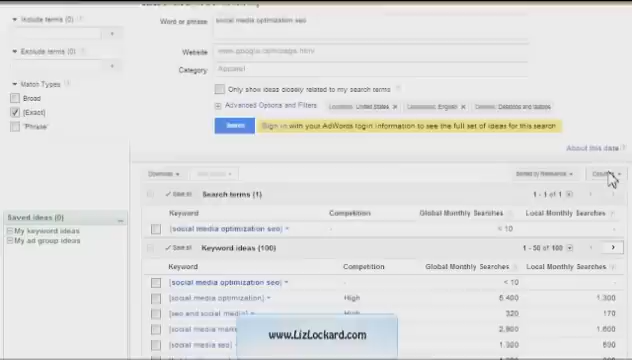 Include terms (0)
Exclude terms (0)
Match Types
Broad
[Exact]
"Phrase"
Word or phrase
social media optimization seo
Website
www.google.com/page.html
Category
Apparel
Only show ideas closely related to my search terms
Advanced Options and Filters
Locations: United States
Languages: English
Devices: Desktops and laptops
Search
Sign in with your AdWords login information to see the full set of ideas for this search
About this data
Download
Sorted by Relevance
Columns
Saved ideas (0)
My keyword ideas
My ad group ideas
Save all
Search terms (1)
1 - 1 of 1
Keyword
Competition
Global Monthly Searches
Local Monthly Searches
[social media optimization seo]
-
< 10
-
Save all
Keyword ideas (100)
1 - 50 of 100
Keyword
Competition
Global Monthly Searches
Local Monthly Searches
[social media optimization seo]
-
< 10
-
[social media optimization]
High
5,400
1,300
[seo and social media]
High
320
170
[social media
2,900
1,600
[social media seo]
1,300
www.LizLockard.com